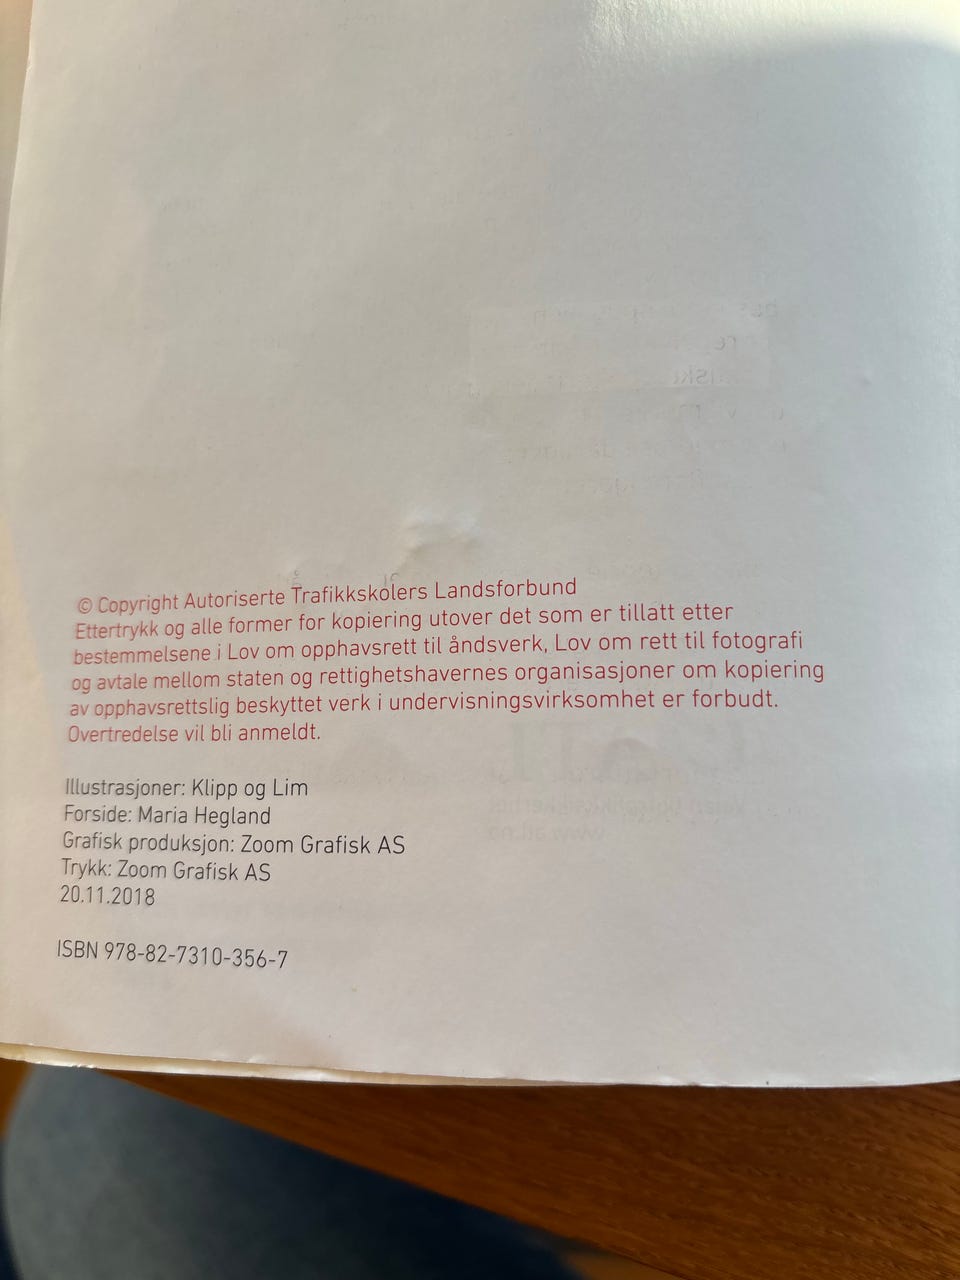 © Copyright Autoriserte Trafikkskolers Landsforbund
Ettertrykk og alle former for kopiering utover det som er tillatt etter
bestemmelsene i Lov om opphavsrett til åndsverk, Lov om rett til fotografi
og avtale mellom staten og rettighetshavernes organisasjoner om kopiering
av opphavsrettslig beskyttet verk i undervisningsvirksomhet er forbudt.
Overtredelse vil bli anmeldt.
Illustrasjoner: Klipp og Lim
Forside: Maria Hegland
Grafisk produksjon: Zoom Grafisk AS
Trykk: Zoom Grafisk AS
20.11.2018
ISBN 978-82-7310-356-7